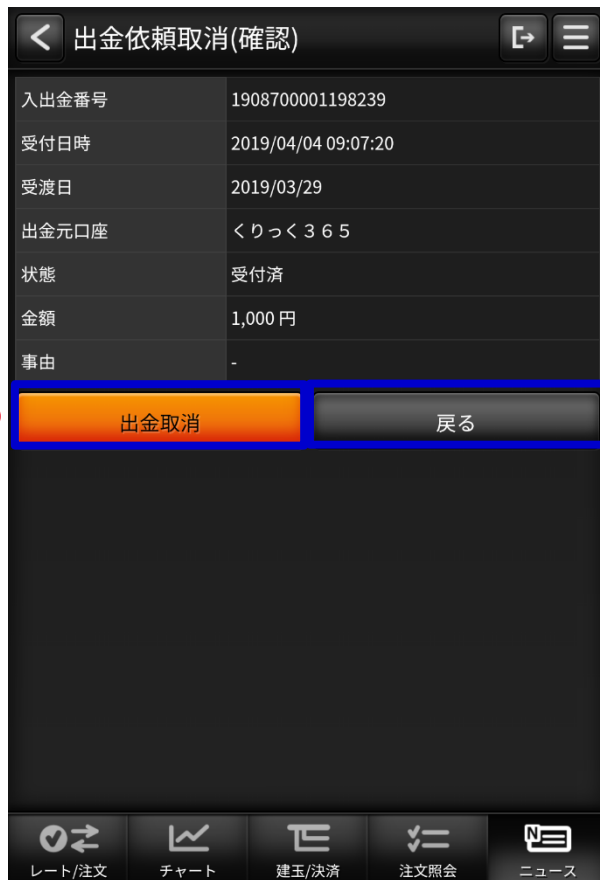 出金依頼取消(確認)
入出金番号 1908700001198239
受付日時 2019/04/04 09:07:20
受渡日 2019/03/29
出金元口座 くりっく３６５
状態 受付済
金額 1,000 円
事由 -
出金取消 戻る
N
レート/注文 チャート 建玉/決済 注文照会 ニュース